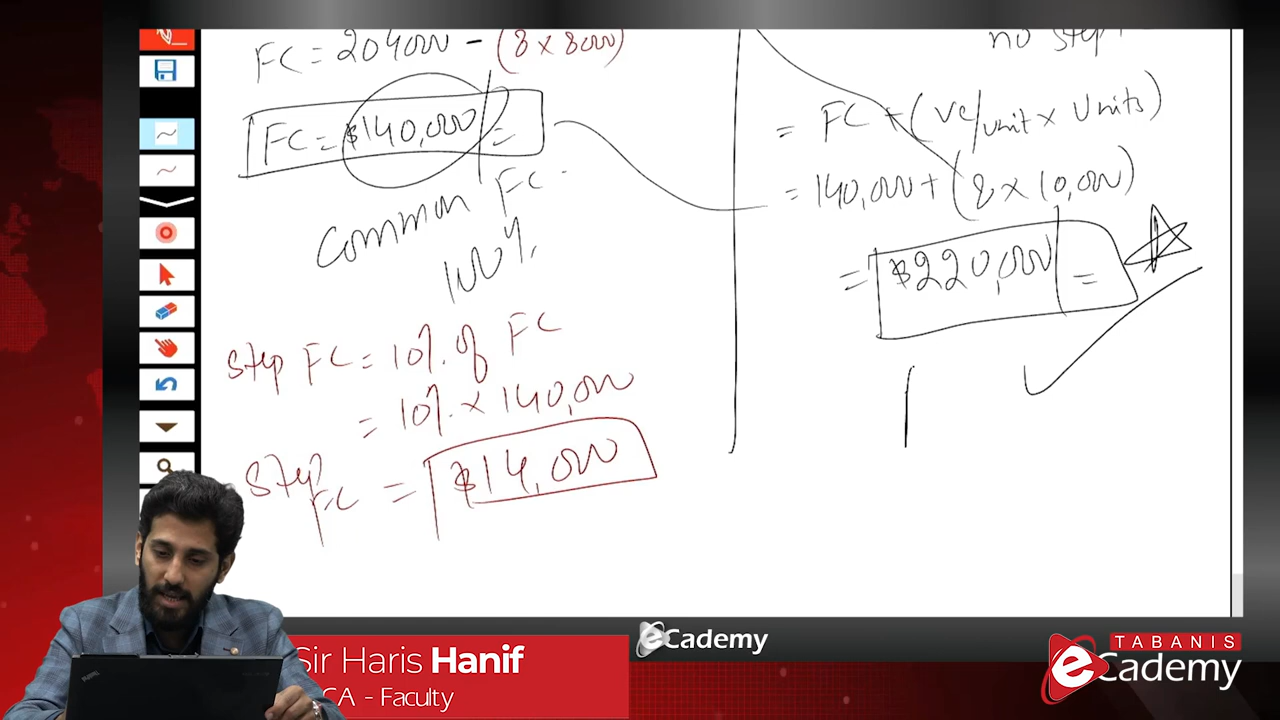 FC = 204000 - (8 x 8000)
FC = $140,000 =
Common FC
100%
Step FC = 10% of FC
= 10% x 140,000
Step FC = $14,000
no step
= FC + (VC/unit x Units)
= 140,000 + (8 x 10,000)
= $220,000 =
Sir Haris Hanif
CA - Faculty
eCademy
TABANIS
eCademy